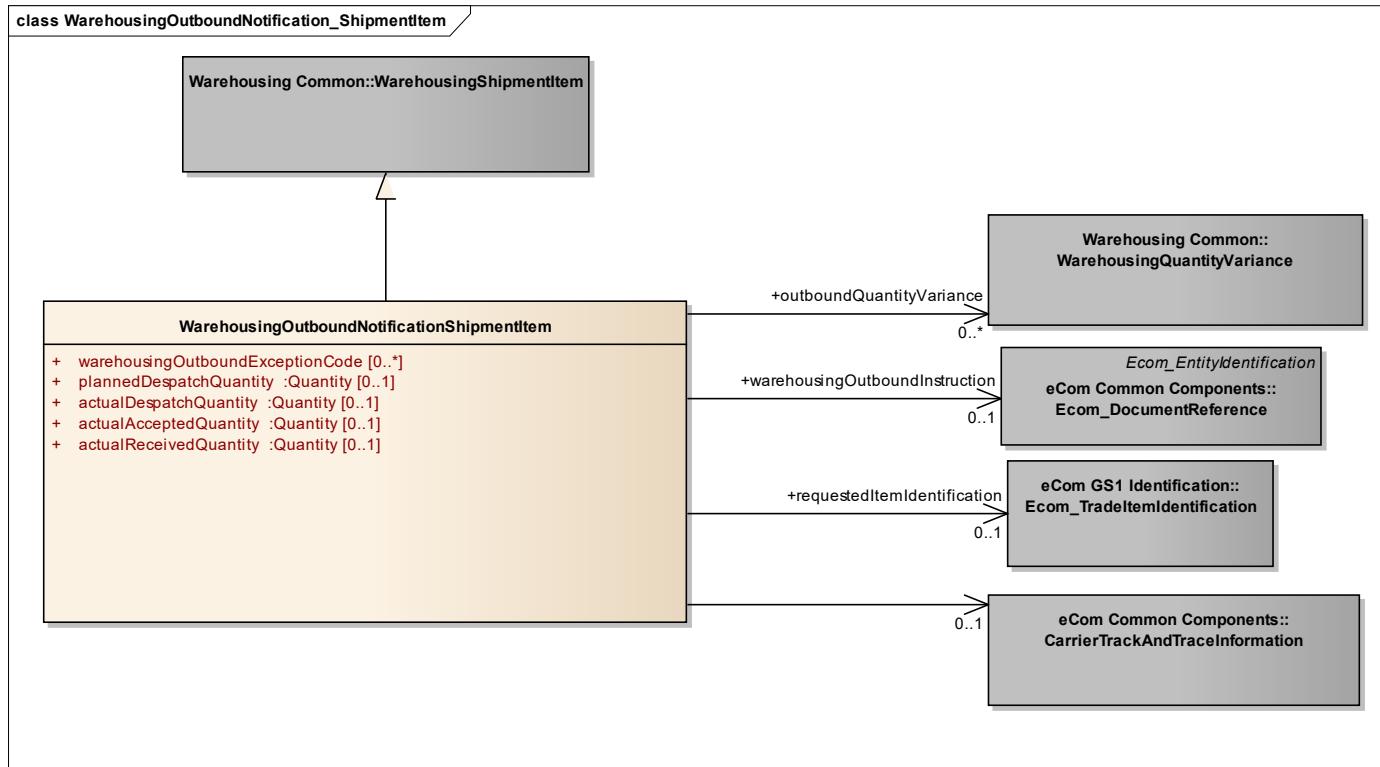 class WarehousingOutboundNotification_ShipmentItem
Warehousing Common::WarehousingShipmentItem
Warehousing Common::
WarehousingQuantityVariance
+outboundQuantityVariance
0..*
WarehousingOutboundNotificationShipmentItem
+ warehousingOutboundExceptionCode [0..*]
+ plannedDespatchQuantity :Quantity [0..1]
+ actualDespatchQuantity :Quantity [0..1]
+ actualAcceptedQuantity :Quantity [0..1]
+ actualReceivedQuantity :Quantity [0..1]
Ecom_EntityIdentification
eCom Common Components::
Ecom_DocumentReference
+warehousingOutboundInstruction
0..1
eCom GS1 Identification::
Ecom_TradeItemIdentification
+requestedItemIdentification
0..1
eCom Common Components::
CarrierTrackAndTraceInformation
0..1